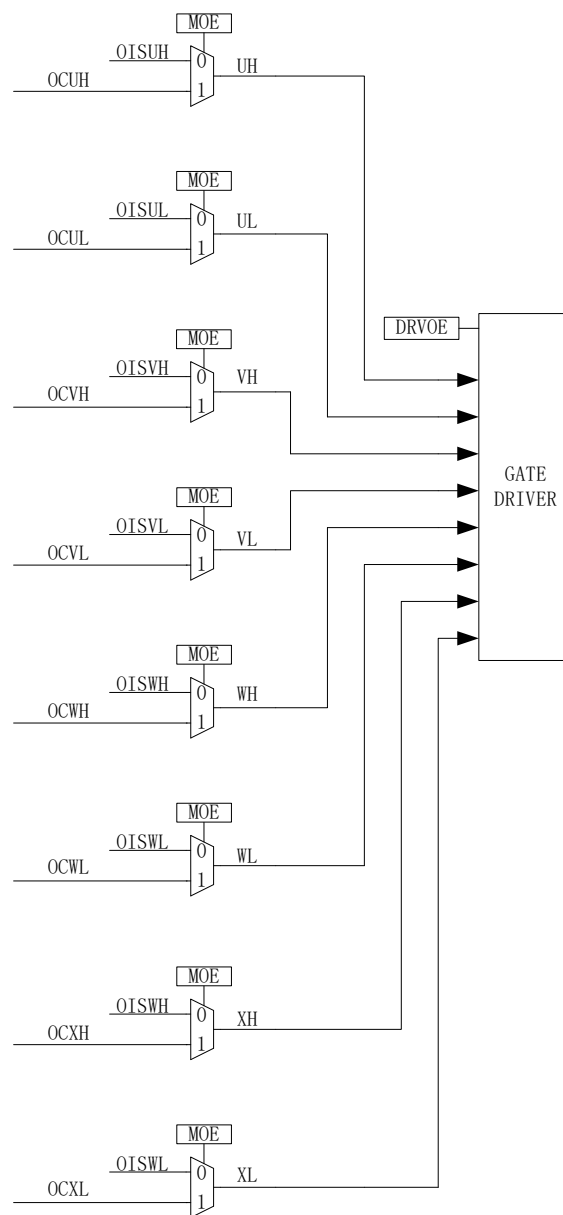 MOE
OISUH
0
UH
OCUH
1
MOE
OISUL
0
UL
OCUL
1
DRVOE
MOE
OISVH
0
VH
OCVH
1
GATE
DRIVER
MOE
OISVL
0
VL
OCVL
1
MOE
OISWH
0
WH
OCWH
1
MOE
OISWL
0
WL
OCWL
1
MOE
OISWH
0
XH
OCXH
1
MOE
OISWL
0
XL
OCXL
1